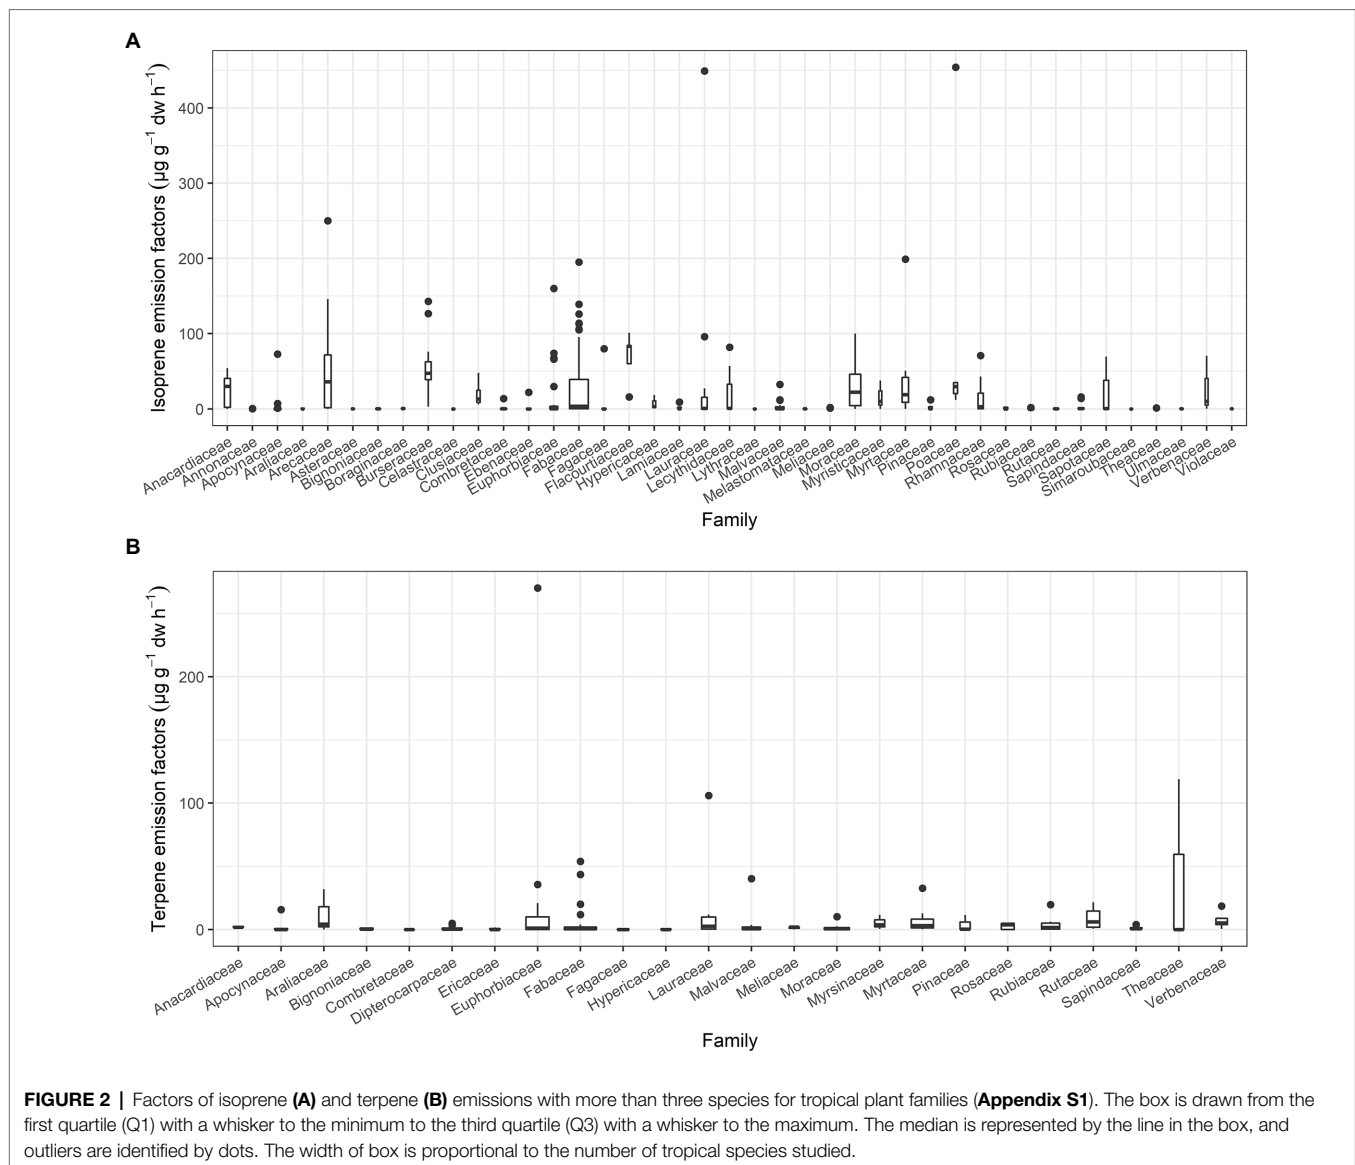 A
Isoprene emission factors (µg g⁻¹ dw h⁻¹)
400
300
200
100
0
Anacardiaceae
Annonaceae
Apocynaceae
Araliaceae
Arecaceae
Asteraceae
Bignoniaceae
Boraginaceae
Burseraceae
Celastraceae
Clusiaceae
Combretaceae
Ebenaceae
Euphorbiaceae
Fabaceae
Fagaceae
Flacourtiaceae
Hypericaceae
Lamiaceae
Lauraceae
Lecythidaceae
Lythraceae
Malvaceae
Melastomataceae
Meliaceae
Moraceae
Myristicaceae
Myrtaceae
Pinaceae
Poaceae
Rhamnaceae
Rosaceae
Rubiaceae
Rutaceae
Sapindaceae
Sapotaceae
Simaroubaceae
Theaceae
Ulmaceae
Verbenaceae
Violaceae
Family
B
Terpene emission factors (µg g⁻¹ dw h⁻¹)
200
100
0
Anacardiaceae
Apocynaceae
Araliaceae
Bignoniaceae
Combretaceae
Dipterocarpaceae
Ericaceae
Euphorbiaceae
Fabaceae
Fagaceae
Hypericaceae
Lauraceae
Malvaceae
Meliaceae
Moraceae
Myrsinaceae
Myrtaceae
Pinaceae
Rosaceae
Rubiaceae
Rutaceae
Sapindaceae
Theaceae
Verbenaceae
Family
FIGURE 2 | Factors of isoprene (A) and terpene (B) emissions with more than three species for tropical plant families (Appendix S1). The box is drawn from the
first quartile (Q1) with a whisker to the minimum to the third quartile (Q3) with a whisker to the maximum. The median is represented by the line in the box, and
outliers are identified by dots. The width of box is proportional to the number of tropical species studied.